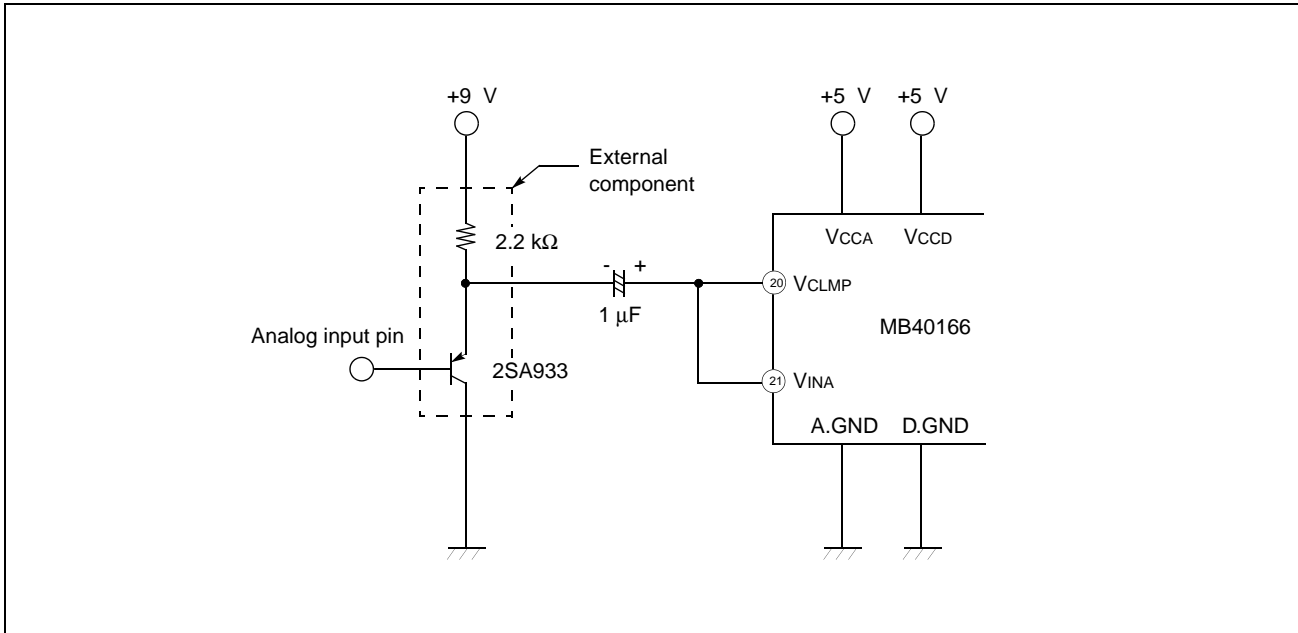 +9 V
+5 V
+5 V
External
component
VCCA
VCCD
2.2 kΩ
- +
20
VCLMP
1 μF
MB40166
Analog input pin
2SA933
21
VINA
A.GND
D.GND